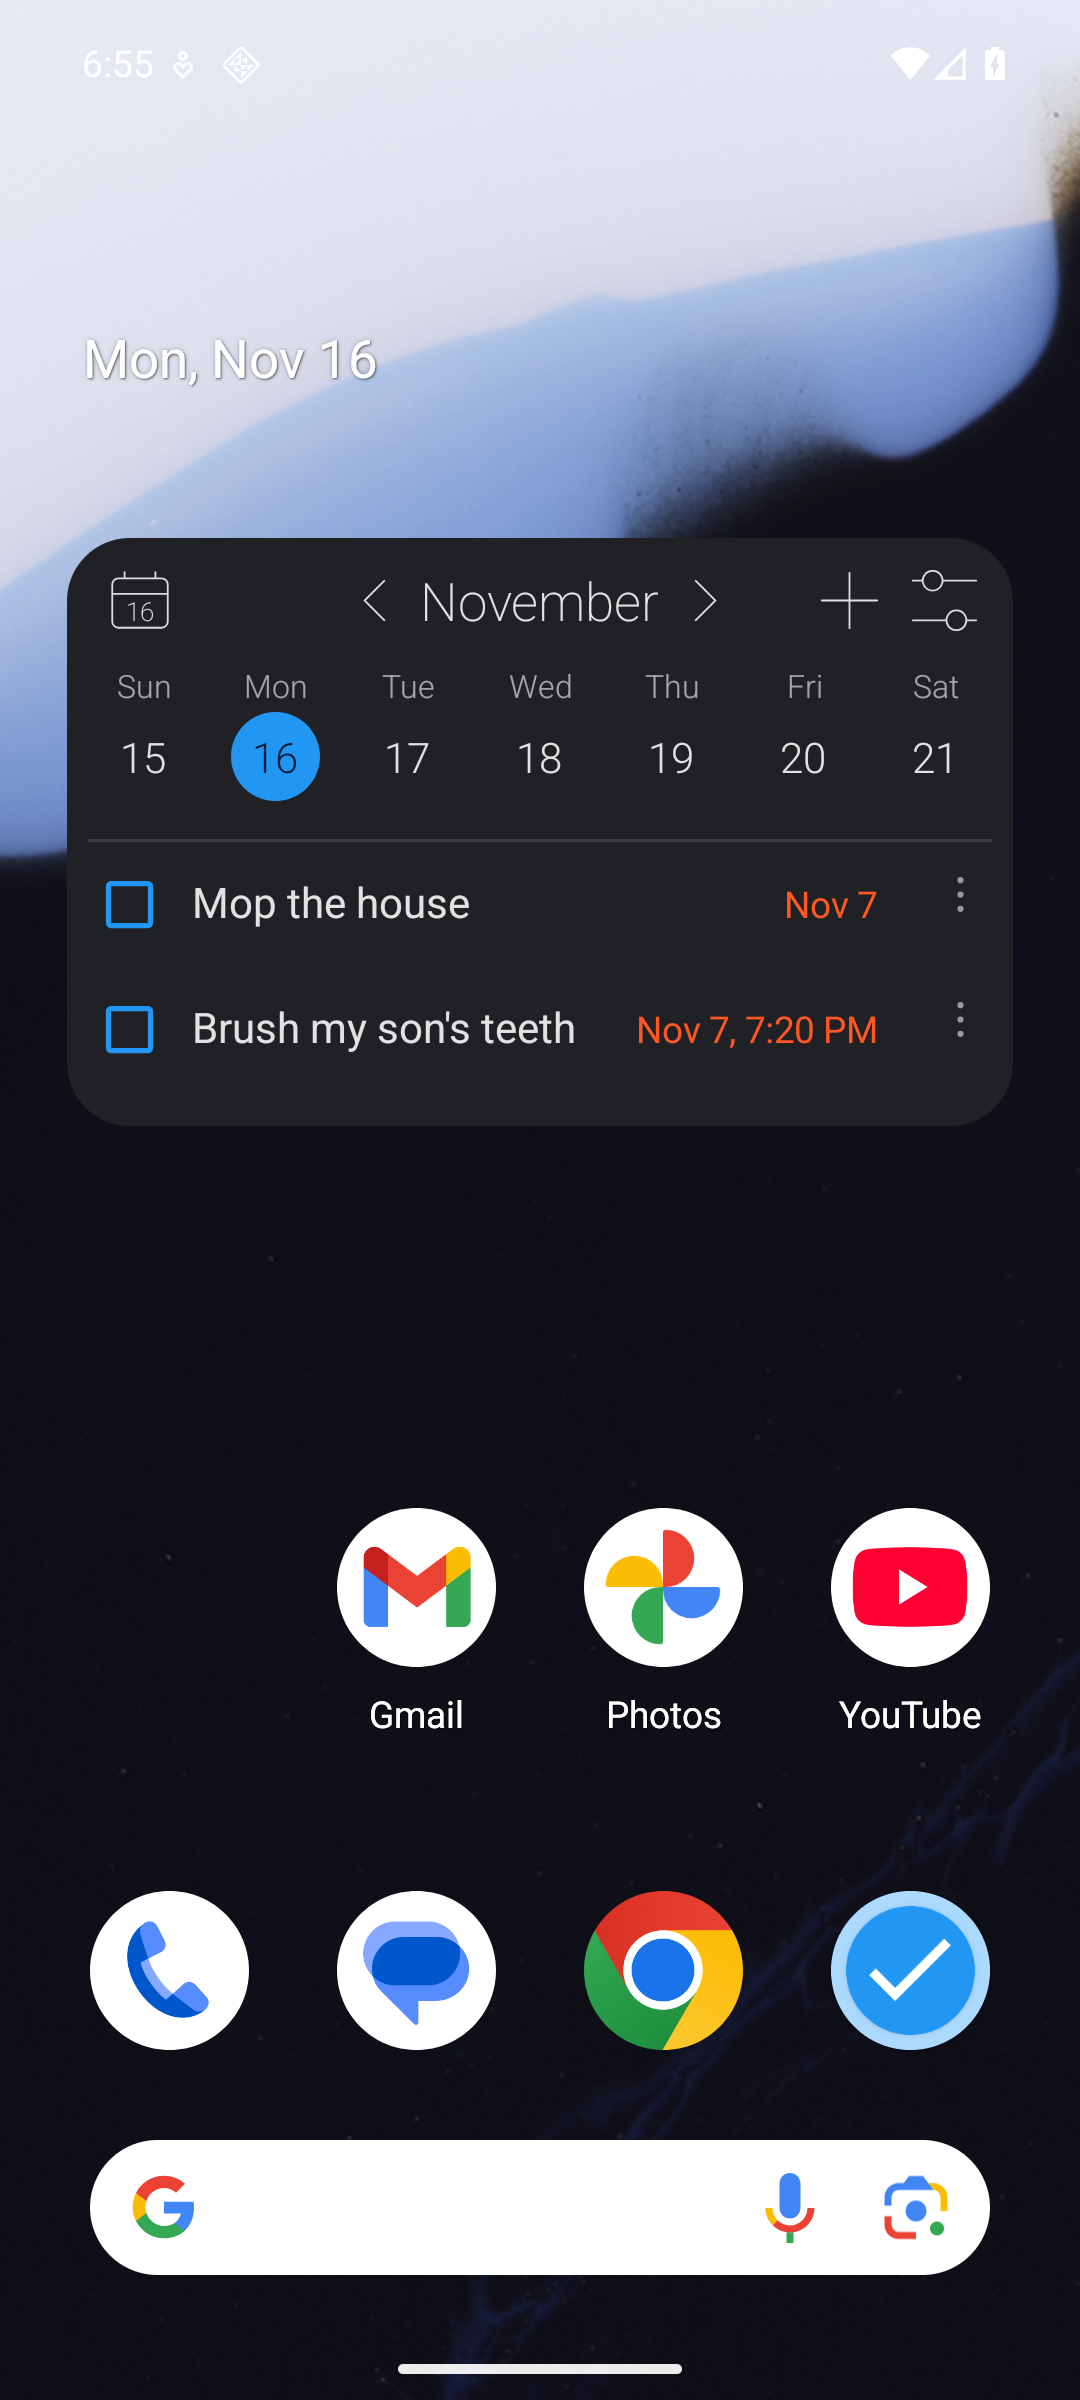 6:55
Mon, Nov 16
16 November
Sun Mon Tue Wed Thu Fri Sat
15 16 17 18 19 20 21
Mop the house Nov 7
Brush my son's teeth Nov 7, 7:20 PM
Gmail Photos YouTube